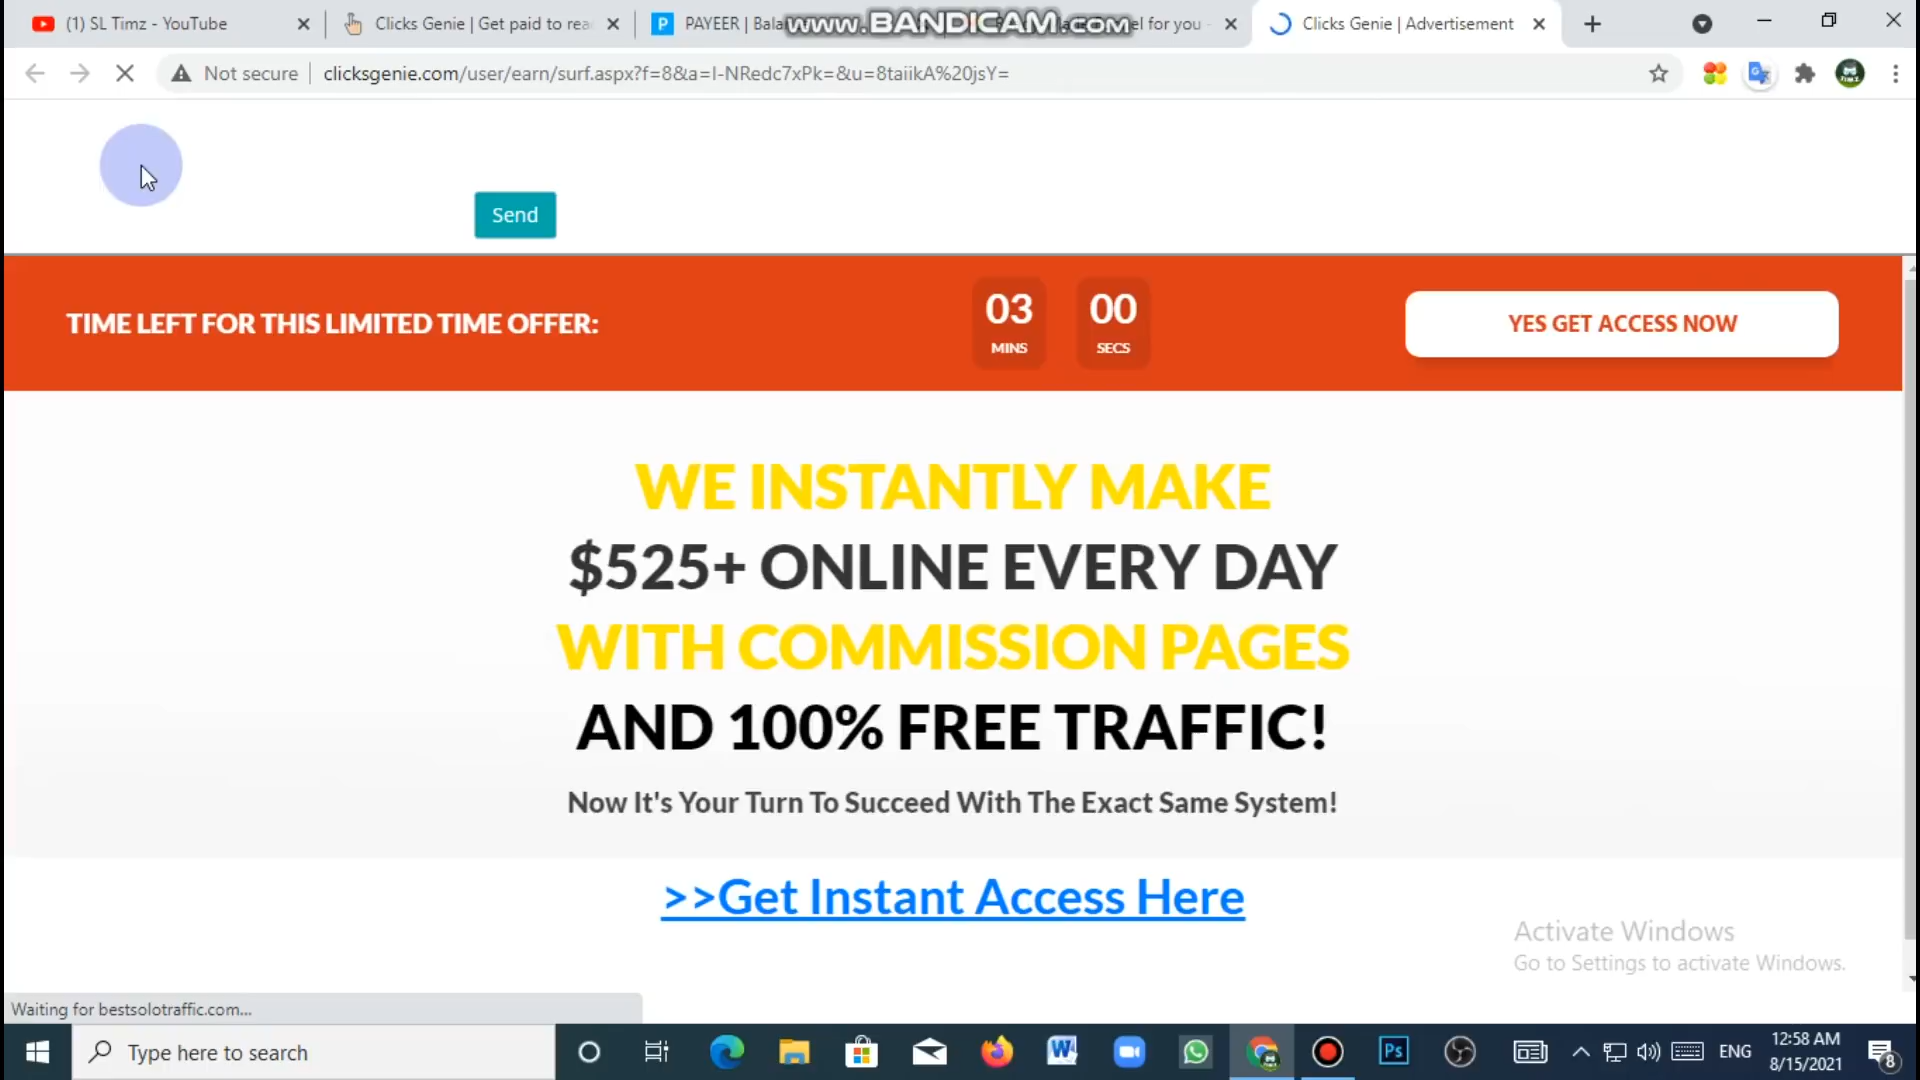 (1) SL Timz - YouTube
Clicks Genie | Get paid to rea
PAYEER | Bala
www.BANDICAM.com
el for you -
Clicks Genie | Advertisement
Not secure
clicksgenie.com/user/earn/surf.aspx?f=8&a=I-NRedc7xPk=&u=8taiikA%20jsY=
Send
TIME LEFT FOR THIS LIMITED TIME OFFER:
03
00
MINS
SECS
YES GET ACCESS NOW
WE INSTANTLY MAKE
$525+ ONLINE EVERY DAY
WITH COMMISSION PAGES
AND 100% FREE TRAFFIC!
Now It's Your Turn To Succeed With The Exact Same System!
>>Get Instant Access Here
Activate Windows
Go to Settings to activate Windows.
Waiting for bestsolotraffic.com...
Type here to search
ENG
12:58 AM
8/15/2021
8